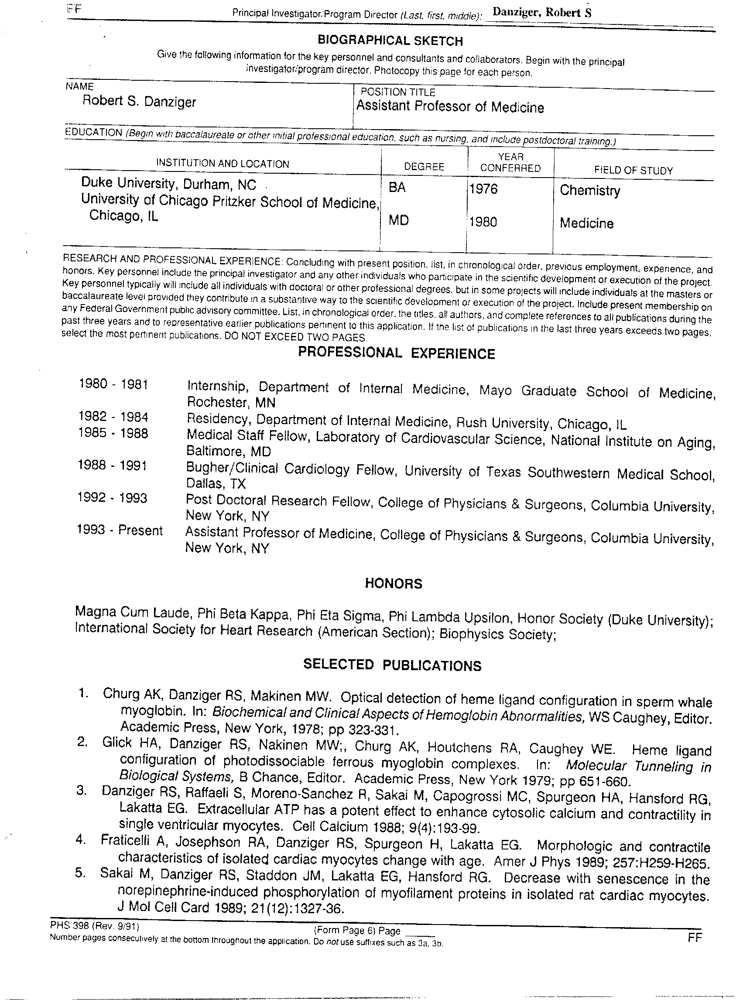 FF
Principal Investigator/Program Director (Last, first, middle): Danziger, Robert S
BIOGRAPHICAL SKETCH
Give the following information for the key personnel and consultants and collaborators. Begin with the principal
investigator/program director. Photocopy this page for each person.
NAME
Robert S. Danziger
POSITION TITLE
Assistant Professor of Medicine
EDUCATION (Begin with baccalaureate or other initial professional education, such as nursing, and include postdoctoral training.)
INSTITUTION AND LOCATION
DEGREE
YEAR
CONFERRED
FIELD OF STUDY
Duke University, Durham, NC
BA
1976
Chemistry
University of Chicago Pritzker School of Medicine,
Chicago, IL
MD
1980
Medicine
RESEARCH AND PROFESSIONAL EXPERIENCE: Concluding with present position, list, in chronological order, previous employment, experience, and
honors. Key personnel include the principal investigator and any other individuals who participate in the scientific development or execution of the project.
Key personnel typically will include all individuals with doctoral or other professional degrees, but in some projects will include individuals at the masters or
baccalaureate level provided they contribute in a substantive way to the scientific development or execution of the project. Include present membership on
any Federal Government public advisory committee. List, in chronological order, the titles, all authors, and complete references to all publications during the
past three years and to representative earlier publications pertinent to this application. If the list of publications in the last three years exceeds two pages,
select the most pertinent publications. DO NOT EXCEED TWO PAGES.
PROFESSIONAL EXPERIENCE
1980 - 1981 Internship, Department of Internal Medicine, Mayo Graduate School of Medicine,
Rochester, MN
1982 - 1984 Residency, Department of Internal Medicine, Rush University, Chicago, IL
1985 - 1988 Medical Staff Fellow, Laboratory of Cardiovascular Science, National Institute on Aging,
Baltimore, MD
1988 - 1991 Bugher/Clinical Cardiology Fellow, University of Texas Southwestern Medical School,
Dallas, TX
1992 - 1993 Post Doctoral Research Fellow, College of Physicians & Surgeons, Columbia University,
New York, NY
1993 - Present Assistant Professor of Medicine, College of Physicians & Surgeons, Columbia University,
New York, NY
HONORS
Magna Cum Laude, Phi Beta Kappa, Phi Eta Sigma, Phi Lambda Upsilon, Honor Society (Duke University);
International Society for Heart Research (American Section); Biophysics Society;
SELECTED PUBLICATIONS
1. Churg AK, Danziger RS, Makinen MW. Optical detection of heme ligand configuration in sperm whale
myoglobin. In: Biochemical and Clinical Aspects of Hemoglobin Abnormalities, WS Caughey, Editor.
Academic Press, New York, 1978; pp 323-331.
2. Glick HA, Danziger RS, Nakinen MW;, Churg AK, Houtchens RA, Caughey WE. Heme ligand
configuration of photodissociable ferrous myoglobin complexes. In: Molecular Tunneling in
Biological Systems, B Chance, Editor. Academic Press, New York 1979; pp 651-660.
3. Danziger RS, Raffaeli S, Moreno-Sanchez R, Sakai M, Capogrossi MC, Spurgeon HA, Hansford RG,
Lakatta EG. Extracellular ATP has a potent effect to enhance cytosolic calcium and contractility in
single ventricular myocytes. Cell Calcium 1988; 9(4):193-99.
4. Fraticelli A, Josephson RA, Danziger RS, Spurgeon H, Lakatta EG. Morphologic and contractile
characteristics of isolated cardiac myocytes change with age. Amer J Phys 1989; 257:H259-H265.
5. Sakai M, Danziger RS, Staddon JM, Lakatta EG, Hansford RG. Decrease with senescence in the
norepinephrine-induced phosphorylation of myofilament proteins in isolated rat cardiac myocytes.
J Mol Cell Card 1989; 21(12):1327-36.
PHS 398 (Rev. 9/91) (Form Page 6) Page
Number pages consecutively at the bottom throughout the application. Do not use suffixes such as 3a, 3b.
FF